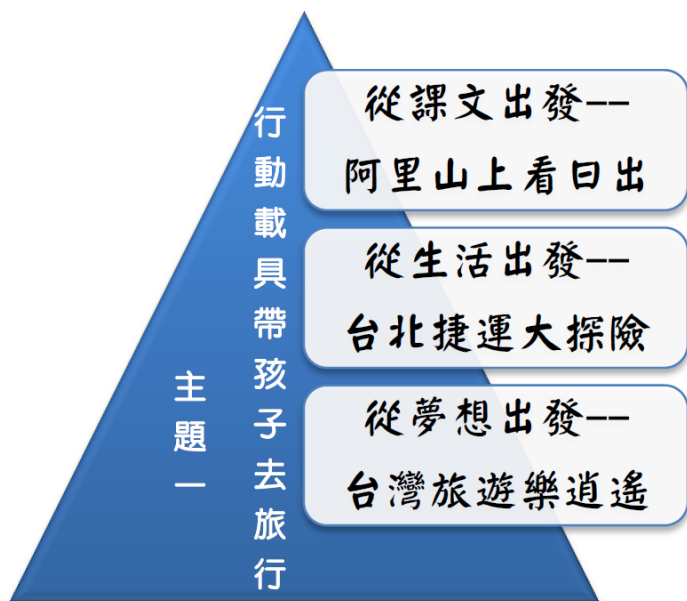 主題一
行動載具帶孩子去旅行
從課文出發--
阿里山上看日出
從生活出發--
台北捷運大探險
從夢想出發--
台灣旅遊樂逍遙